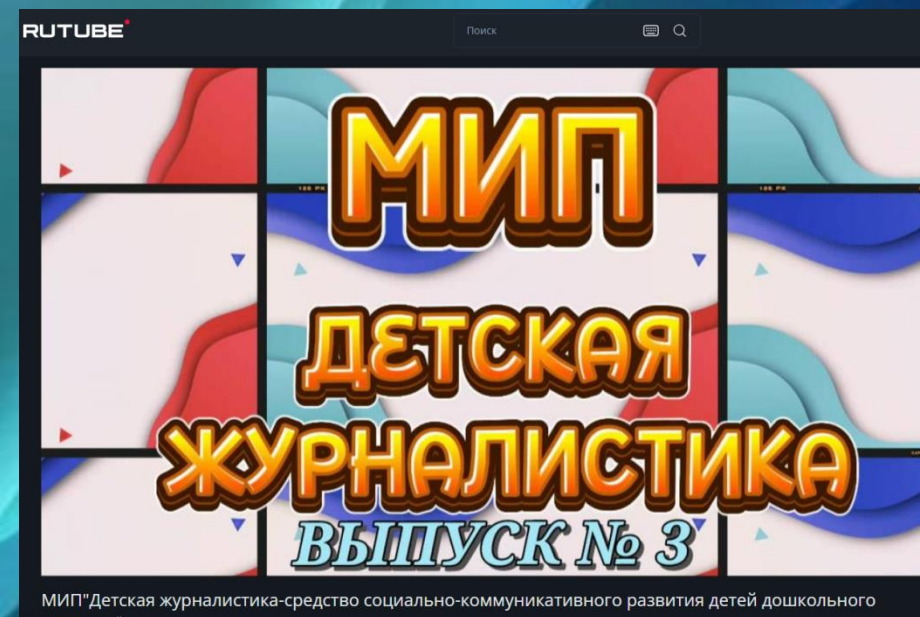 RUTUBE
Поиск
МИП
ДЕТСКАЯ
ЖУРНАЛИСТИКА
ВЫПУСК № 3
МИП"Детская журналистика-средство социально-коммуникативного развития детей дошкольного